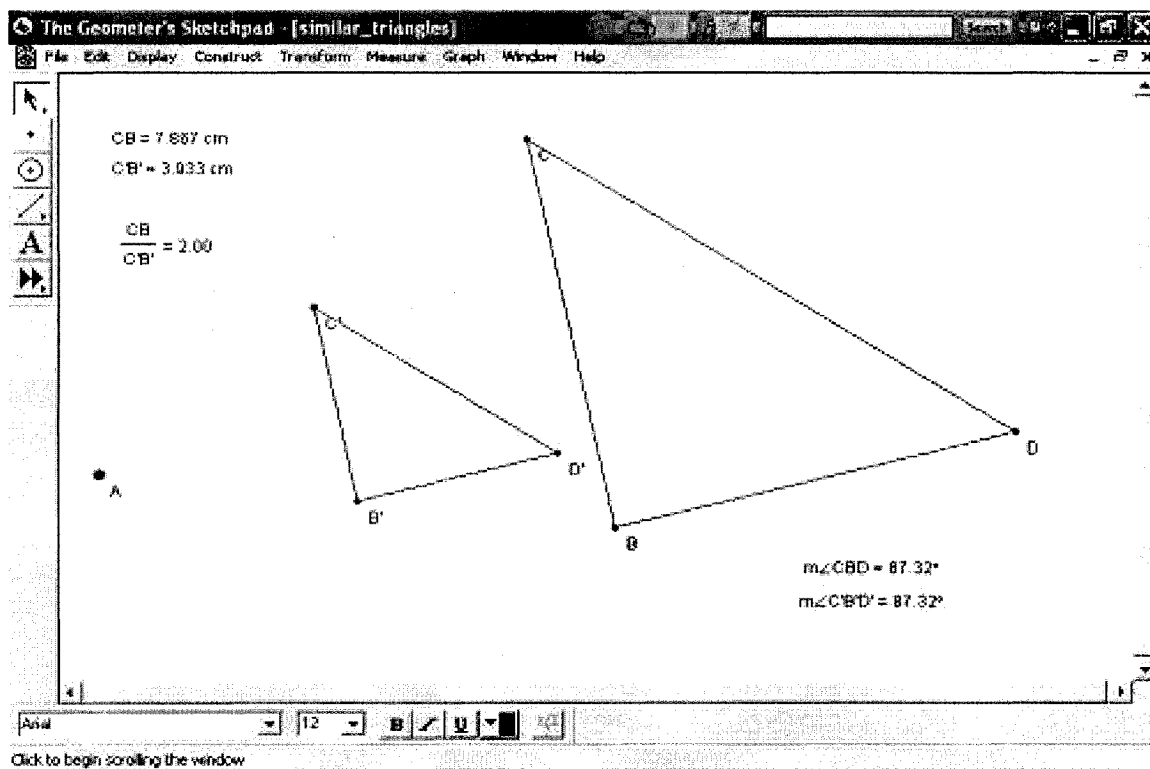 The Geometer's Sketchpad - [similar_triangles]
File Edit Display Construct Transform Measure Graph Window Help
CB = 7.867 cm
C'B' = 3.933 cm
CB
C'B'
= 2.00
C
C'
D
D'
A
B'
B
m∠CBD = 87.32°
m∠C'B'D' = 87.32°
Arial
12
B
U
Click to begin scrolling the window